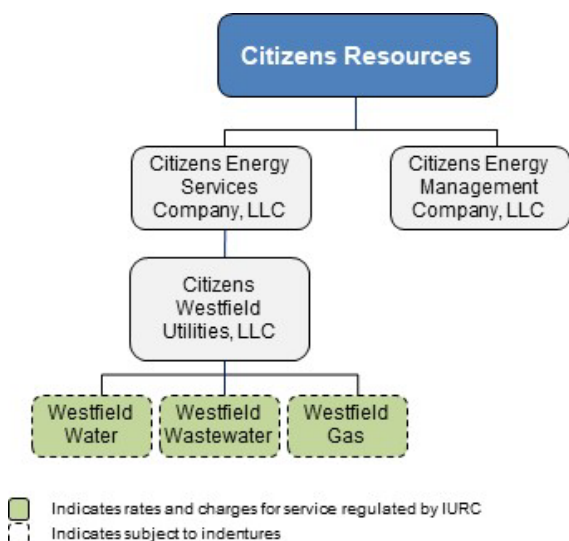 Citizens Resources
Citizens Energy
Services
Company, LLC
Citizens Energy
Management
Company, LLC
Citizens
Westfield
Utilities, LLC
Westfield
Water
Westfield
Wastewater
Westfield
Gas
Indicates rates and charges for service regulated by IURC
Indicates subject to indentures